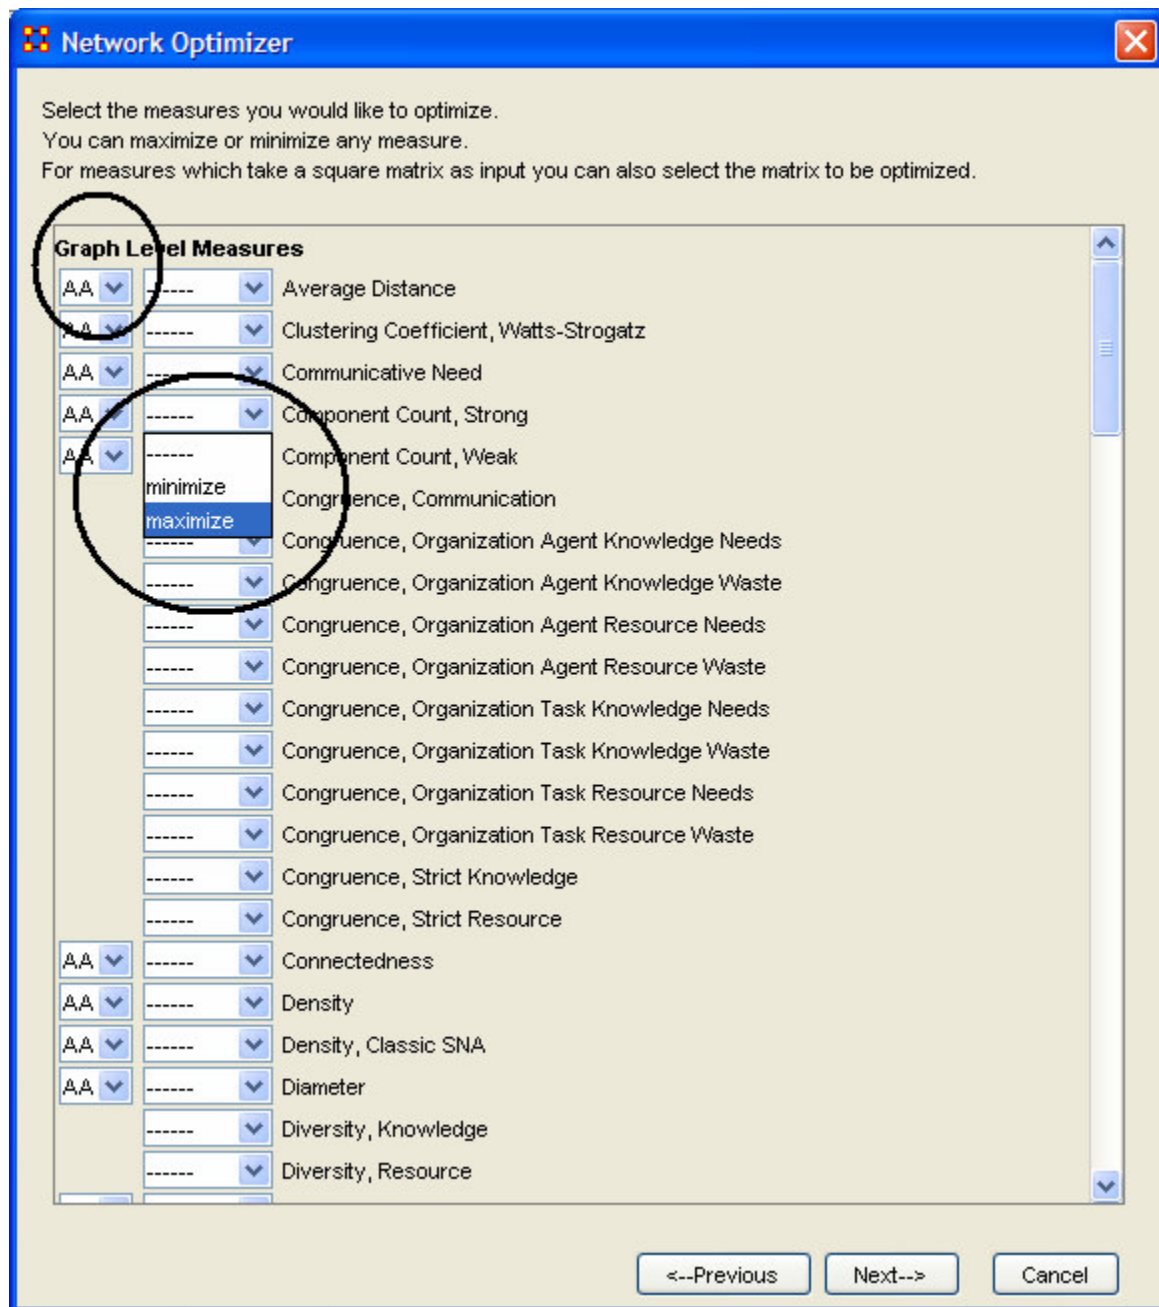 Network Optimizer
Select the measures you would like to optimize.
You can maximize or minimize any measure.
For measures which take a square matrix as input you can also select the matrix to be optimized.
Graph Level Measures
AA ------ Average Distance
AA ------ Clustering Coefficient, Watts-Strogatz
AA ------ Communicative Need
AA ------ Component Count, Strong
AA ------ Component Count, Weak
minimize Congruence, Communication
maximize
------ Congruence, Organization Agent Knowledge Needs
------ Congruence, Organization Agent Knowledge Waste
------ Congruence, Organization Agent Resource Needs
------ Congruence, Organization Agent Resource Waste
------ Congruence, Organization Task Knowledge Needs
------ Congruence, Organization Task Knowledge Waste
------ Congruence, Organization Task Resource Needs
------ Congruence, Organization Task Resource Waste
------ Congruence, Strict Knowledge
------ Congruence, Strict Resource
AA ------ Connectedness
AA ------ Density
AA ------ Density, Classic SNA
AA ------ Diameter
------ Diversity, Knowledge
------ Diversity, Resource
<--Previous Next--> Cancel